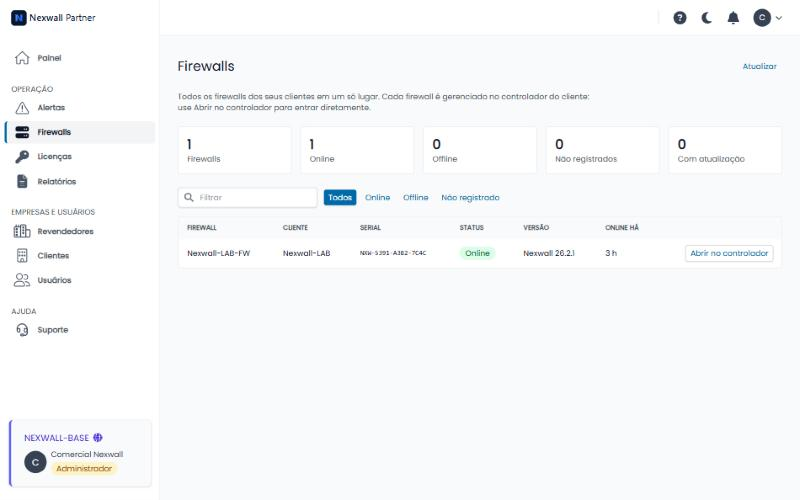 N Nexwall Partner
? C
Painel
OPERAÇÃO
Alertas
Firewalls
Licenças
Relatórios
EMPRESAS E USUÁRIOS
Revendedores
Clientes
Usuários
AJUDA
Suporte
NEXWALL-BASE
C Comercial Nexwall
Administrador
Firewalls Atualizar
Todos os firewalls dos seus clientes em um só lugar. Cada firewall é gerenciado no controlador do cliente:
use Abrir no controlador para entrar diretamente.
1 1 0 0 0
Firewalls Online Offline Não registrados Com atualização
Filtrar Todos Online Offline Não registrado
FIREWALL CLIENTE SERIAL STATUS VERSÃO ONLINE HÁ
Nexwall-LAB-FW Nexwall-LAB NXW-5391-A382-7C4C Online Nexwall 26.2.1 3 h Abrir no controlador